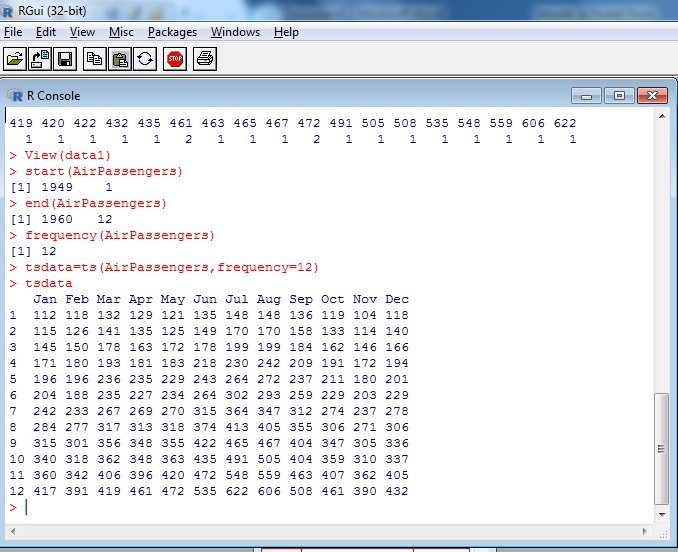 RGui (32-bit)
File Edit View Misc Packages Windows Help
STOP
R Console
419 420 422 432 435 461 463 465 467 472 491 505 508 535 548 559 606 622
1 1 1 1 1 2 1 1 1 2 1 1 1 1 1 1 1 1
> View(data1)
> start(AirPassengers)
[1] 1949 1
> end(AirPassengers)
[1] 1960 12
> frequency(AirPassengers)
[1] 12
> tsdata=ts(AirPassengers,frequency=12)
> tsdata
Jan Feb Mar Apr May Jun Jul Aug Sep Oct Nov Dec
1 112 118 132 129 121 135 148 148 136 119 104 118
2 115 126 141 135 125 149 170 170 158 133 114 140
3 145 150 178 163 172 178 199 199 184 162 146 166
4 171 180 193 181 183 218 230 242 209 191 172 194
5 196 196 236 235 229 243 264 272 237 211 180 201
6 204 188 235 227 234 264 302 293 259 229 203 229
7 242 233 267 269 270 315 364 347 312 274 237 278
8 284 277 317 313 318 374 413 405 355 306 271 306
9 315 301 356 348 355 422 465 467 404 347 305 336
10 340 318 362 348 363 435 491 505 404 359 310 337
11 360 342 406 396 420 472 548 559 463 407 362 405
12 417 391 419 461 472 535 622 606 508 461 390 432
>